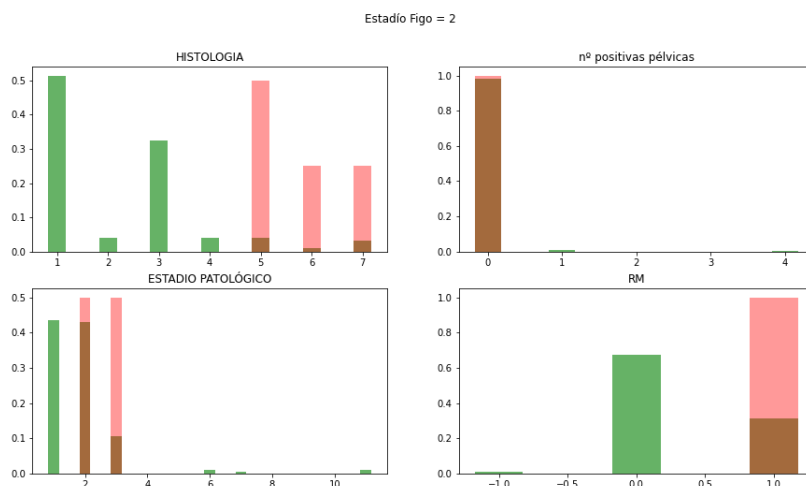 Estadío Figo = 2
HISTOLOGIA
0.5
0.4
0.3
0.2
0.1
0.0
1 2 3 4 5 6 7
nº positivas pélvicas
1.0
0.8
0.6
0.4
0.2
0.0
0 1 2 3 4
ESTADIO PATOLÓGICO
0.5
0.4
0.3
0.2
0.1
0.0
2 4 6 8 10
RM
1.0
0.8
0.6
0.4
0.2
0.0
−1.0 −0.5 0.0 0.5 1.0